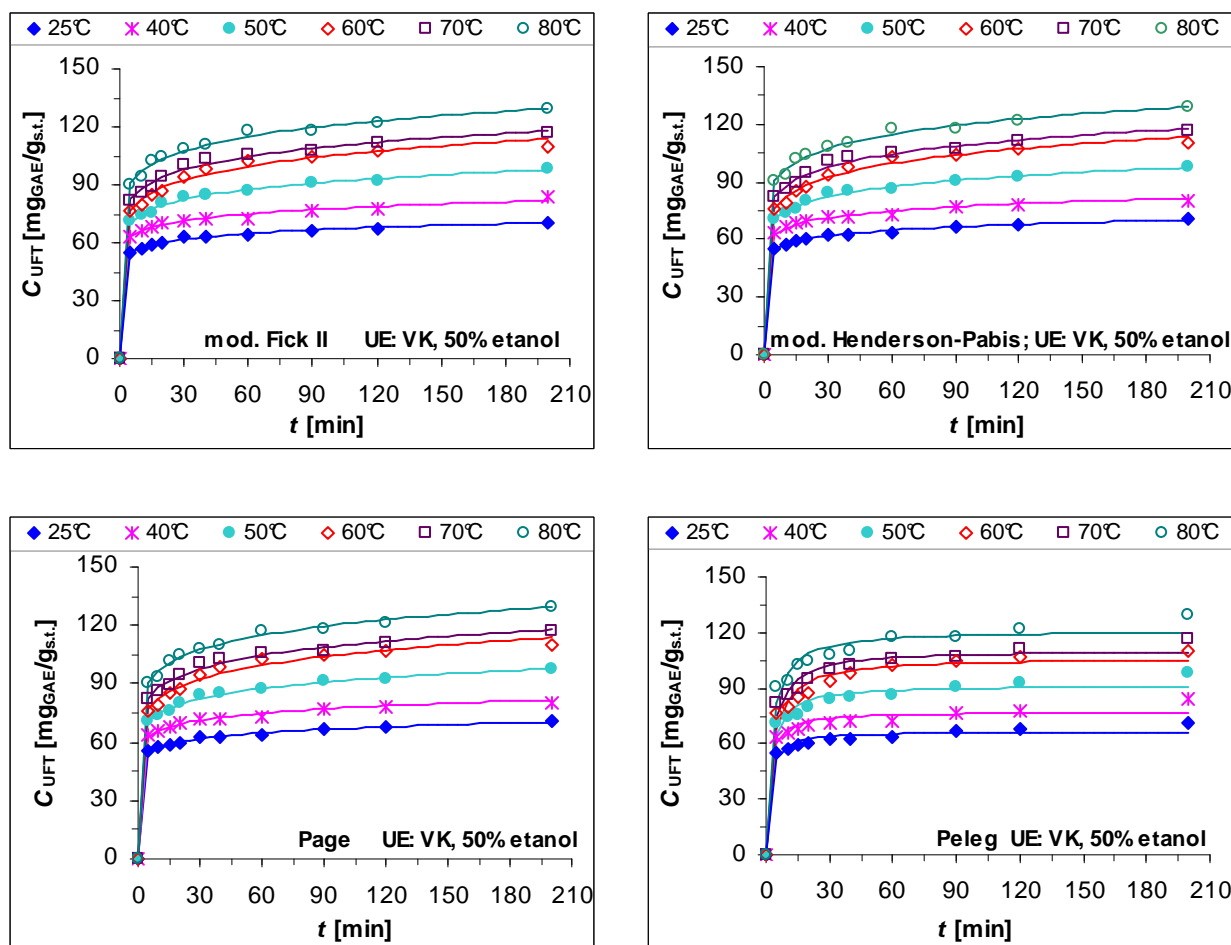 25℃ 40℃ 50℃ 60℃ 70℃ 80℃
150
120
90
60
30
0
C UFT [mgGAE/gs.t.]
mod. Fick II UE: VK, 50% etanol
0 30 60 90 120 150 180 210
t [min]
25℃ 40℃ 50℃ 60℃ 70℃ 80℃
150
120
90
60
30
0
C UFT [mgGAE/gs.t.]
mod. Henderson-Pabis; UE: VK, 50% etanol
0 30 60 90 120 150 180 210
t [min]
25℃ 40℃ 50℃ 60℃ 70℃ 80℃
150
120
90
60
30
0
C UFT [mgGAE/gs.t.]
Page UE: VK, 50% etanol
0 30 60 90 120 150 180 210
t [min]
25℃ 40℃ 50℃ 60℃ 70℃ 80℃
150
120
90
60
30
0
C UFT [mgGAE/gs.t.]
Peleg UE: VK, 50% etanol
0 30 60 90 120 150 180 210
t [min]